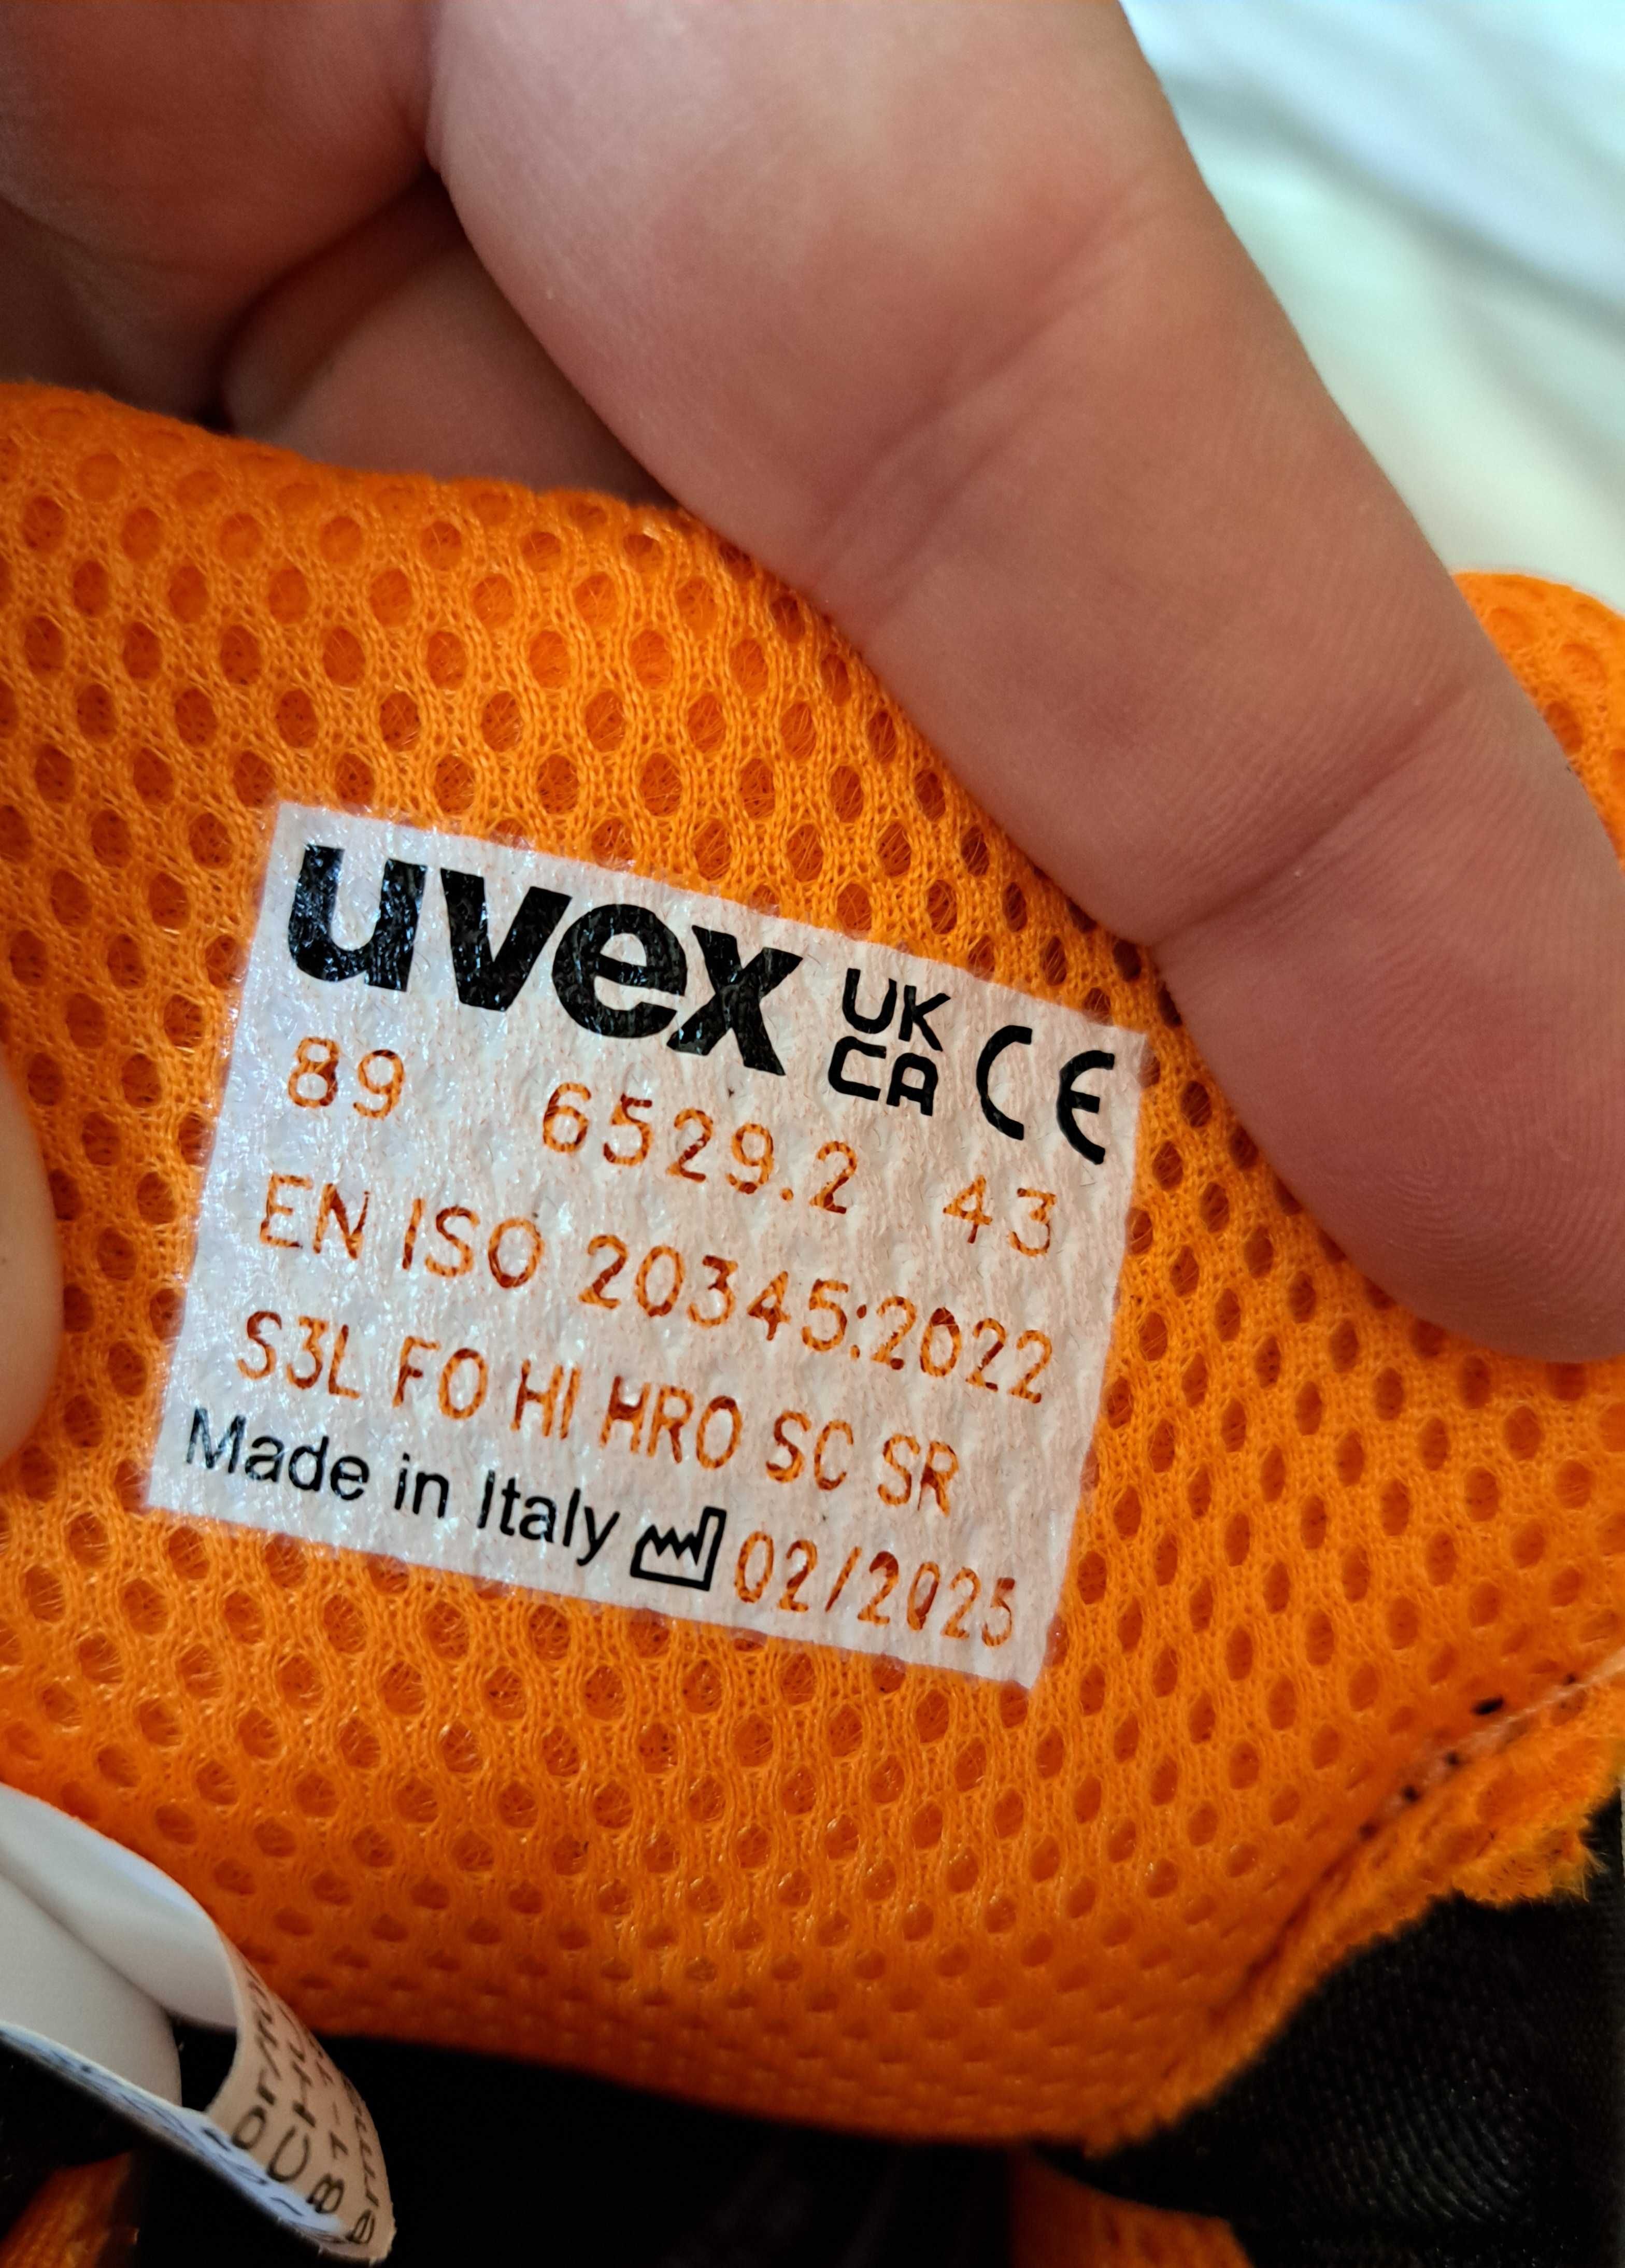 uvex UK CA CE
89 6529.2 43
EN ISO 20345:2022
S3L FO HI HRO SC SR
Made in Italy 02/2025